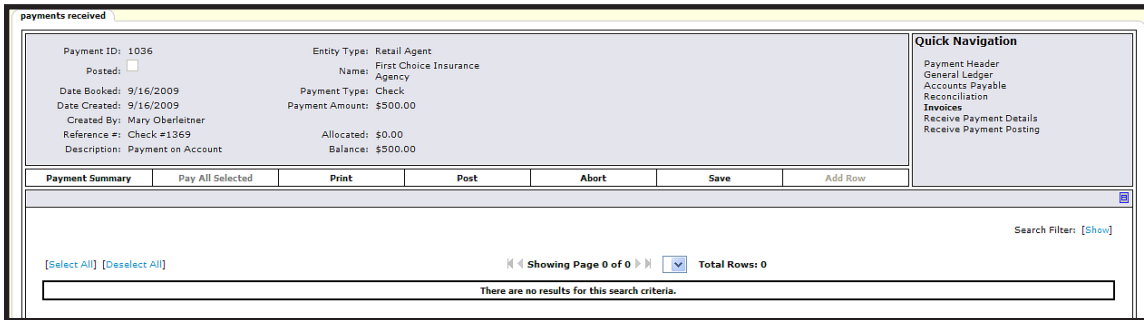 payments received
Payment ID: 1036
Entity Type: Retail Agent
Posted:
Name: First Choice Insurance
Agency
Date Booked: 9/16/2009
Payment Type: Check
Date Created: 9/16/2009
Payment Amount: $500.00
Created By: Mary Oberleitner
Reference #: Check #1369
Allocated: $0.00
Description: Payment on Account
Balance: $500.00
Quick Navigation
Payment Header
General Ledger
Accounts Payable
Reconciliation
Invoices
Receive Payment Details
Receive Payment Posting
Payment Summary Pay All Selected Print Post Abort Save Add Row
Search Filter: [Show]
[Select All] [Deselect All] Showing Page 0 of 0 Total Rows: 0
There are no results for this search criteria.